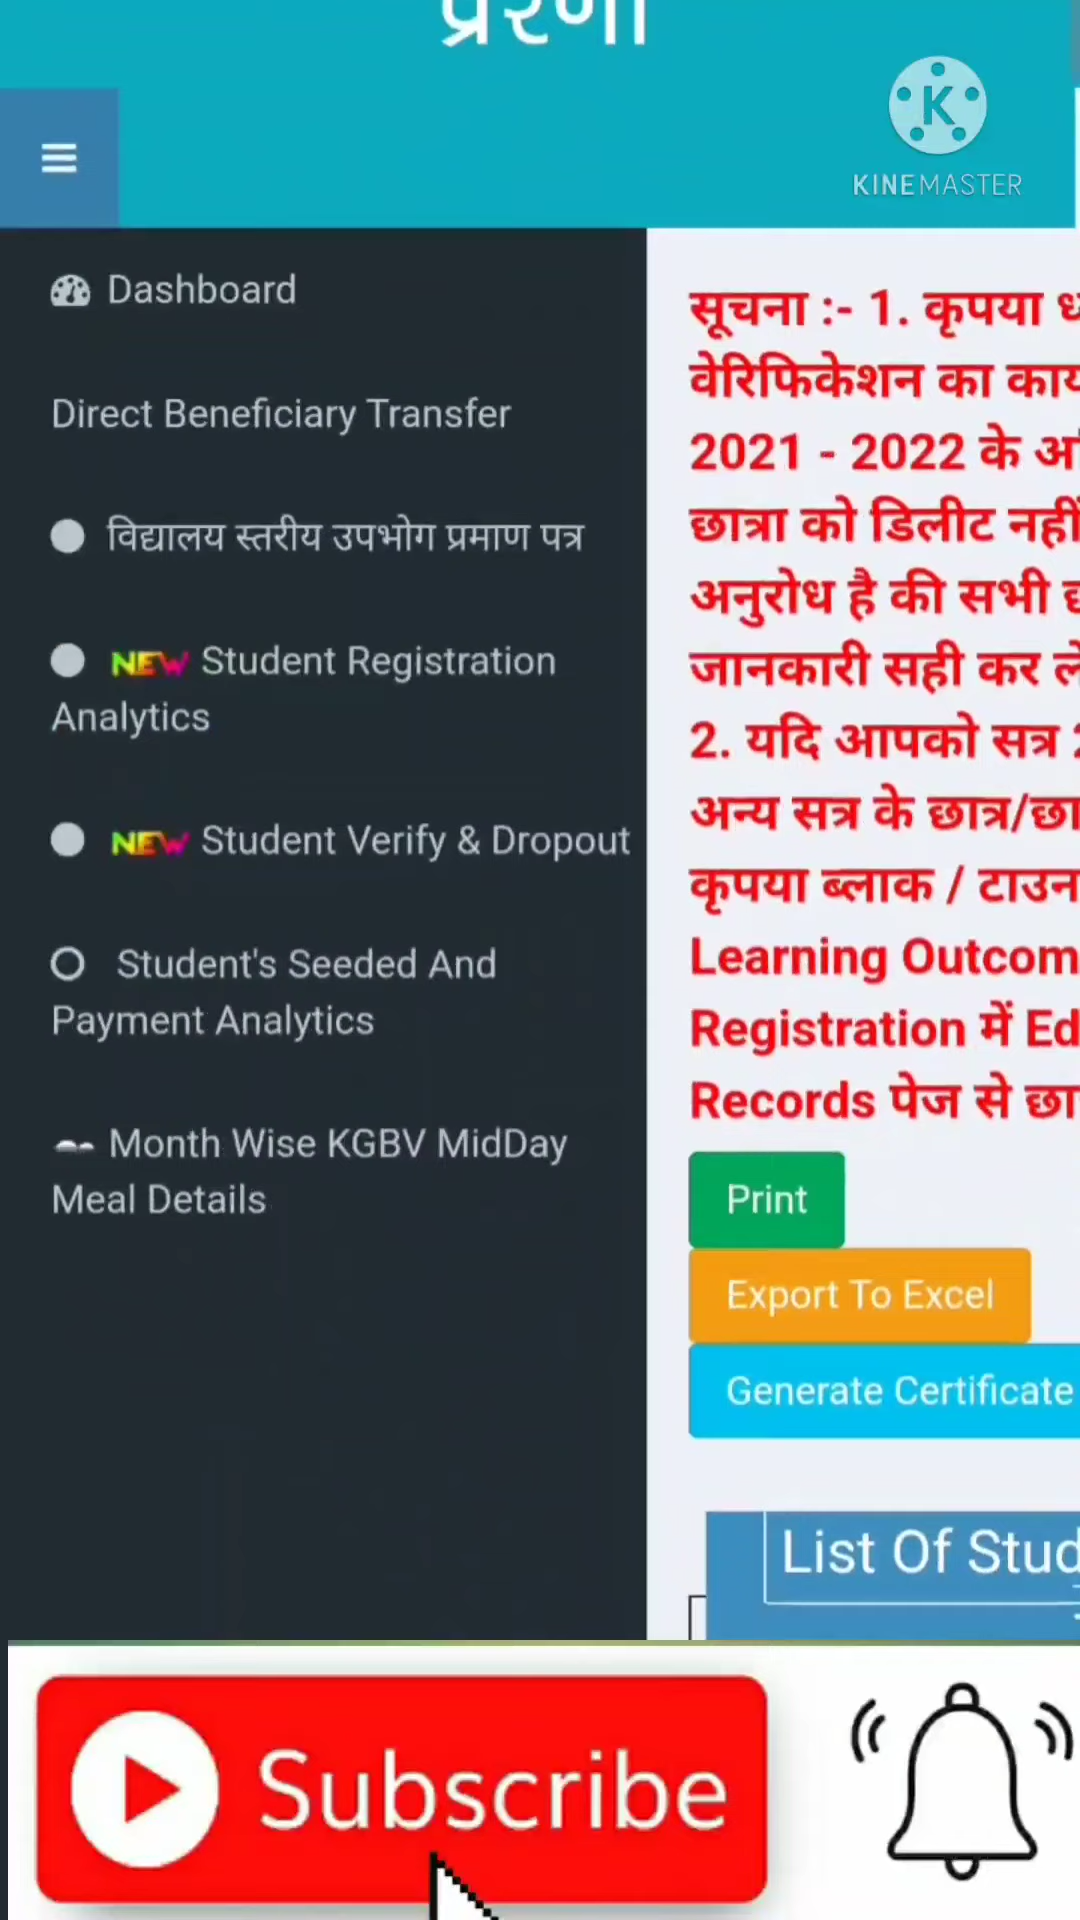 प्रेरणा
KINEMASTER
Dashboard
Direct Beneficiary Transfer
विद्यालय स्तरीय उपभोग प्रमाण पत्र
NEW Student Registration
Analytics
NEW Student Verify & Dropout
Student's Seeded And
Payment Analytics
Month Wise KGBV MidDay
Meal Details
सूचना :- 1. कृपया
वेरिफिकेशन का
2021 - 2022 के
छात्रा को डिलीट नहीं
अनुरोध है की सभी
जानकारी सही कर
2. यदि आपको सत्र
अन्य सत्र के छात्र/
कृपया ब्लाक / टाउन
Learning Outcom
Registration में Ed
Records पेज से
Print
Export To Excel
Generate Certificate
List Of Stud
Subscribe